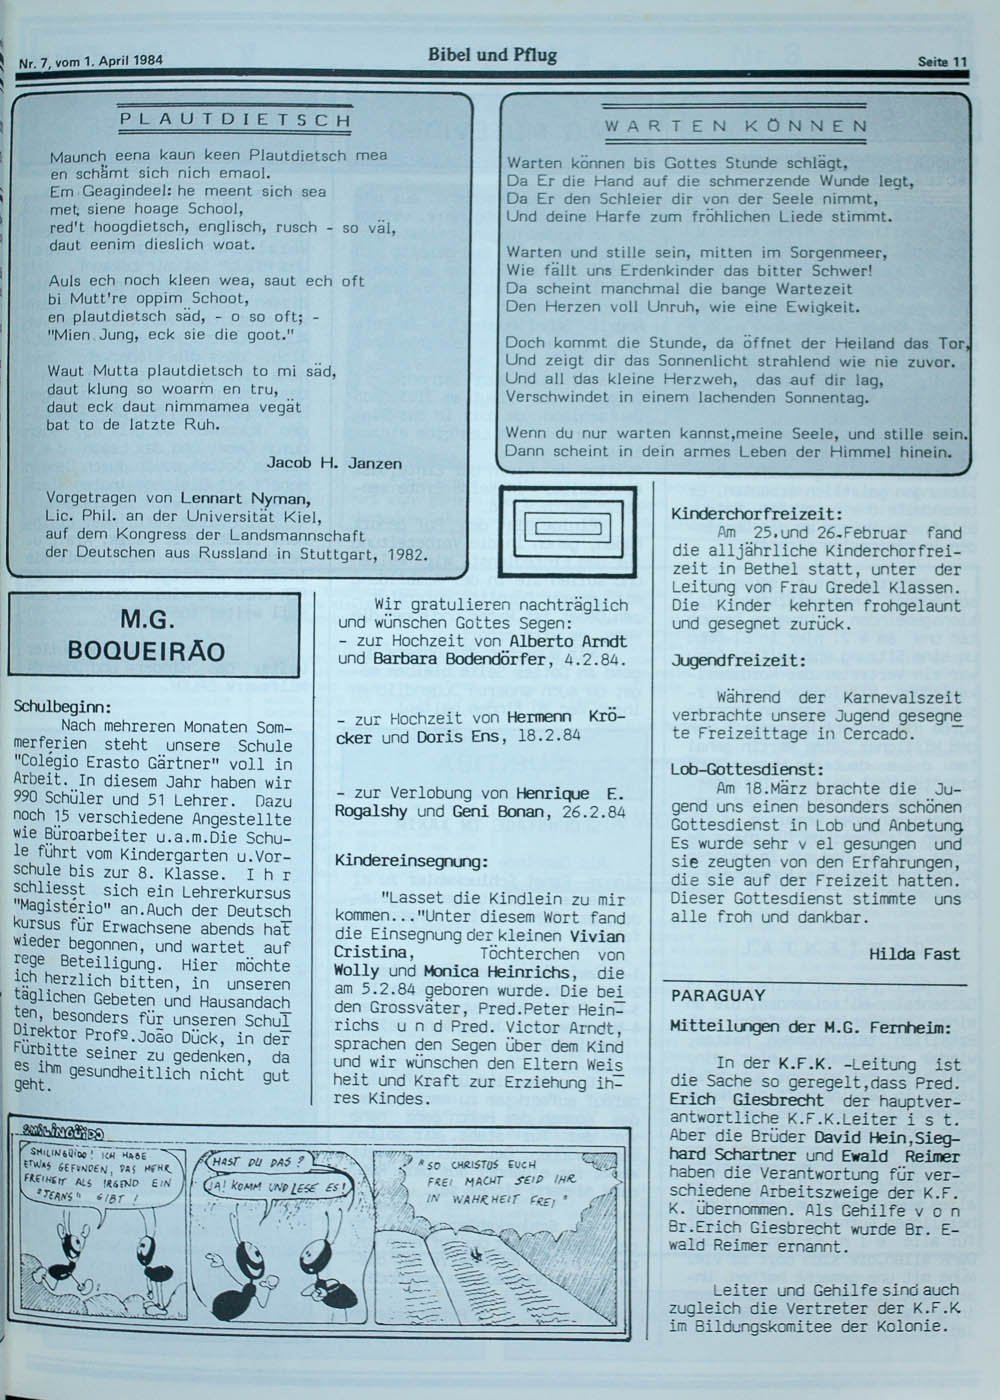 Nr. 7, vom 1. April 1984
Bibel und Pflug
Seite 11
PLAUTDIETSCH
Maunch eena kaun keen Plautdietsch mea
en schämt sich nich emaol.
Em Geagindeel: he meent sich sea
met, siene hoage School,
red't hoogdietsch, englisch, rusch - so väl,
daut eenim dieslich woat.
Auls ech noch kleen wea, saut ech oft
bi Mutt're oppim Schoot,
en plautdietsch säd, - o so oft; -
"Mien Jung, eck sie die goot."
Waut Mutta plautdietsch to mi säd,
daut klung so woarm en tru,
daut eck daut nimmamea vegät
bat to de latzte Ruh.
Jacob H. Janzen
Vorgetragen von Lennart Nyman,
Lic. Phil. an der Universität Kiel,
auf dem Kongress der Landsmannschaft
der Deutschen aus Russland in Stuttgart, 1982.
WARTEN KÖNNEN
Warten können bis Gottes Stunde schlägt,
Da Er die Hand auf die schmerzende Wunde legt,
Da Er den Schleier dir von der Seele nimmt,
Und deine Harfe zum fröhlichen Liede stimmt.
Warten und stille sein, mitten im Sorgenmeer,
Wie fällt uns Erdenkinder das bitter Schwer!
Da scheint manchmal die bange Wartezeit
Den Herzen voll Unruh, wie eine Ewigkeit.
Doch kommt die Stunde, da öffnet der Heiland das Tor,
Und zeigt dir das Sonnenlicht strahlend wie nie zuvor.
Und all das kleine Herzweh, das auf dir lag,
Verschwindet in einem lachenden Sonnentag.
Wenn du nur warten kannst,meine Seele, und stille sein.
Dann scheint in dein armes Leben der Himmel hinein.
M.G.
BOQUEIRÃO
Schulbeginn:
Nach mehreren Monaten Som-
merferien steht unsere Schule
"Colégio Erasto Gärtner" voll in
Arbeit. In diesem Jahr haben wir
990 Schüler und 51 Lehrer. Dazu
noch 15 verschiedene Angestellte
wie Büroarbeiter u.a.m.Die Schu-
le führt vom Kindergarten u.Vor-
schule bis zur 8. Klasse. I h r
schliesst sich ein Lehrerkursus
"Magistério" an.Auch der Deutsch
kursus für Erwachsene abends hat
wieder begonnen, und wartet auf
rege Beteiligung. Hier möchte
ich herzlich bitten, in unseren
täglichen Gebeten und Hausandach
ten, besonders für unseren Schul
Direktor Profº.João Dück, in der
Fürbitte seiner zu gedenken, da
es ihm gesundheitlich nicht gut
geht.
Wir gratulieren nachträglich
und wünschen Gottes Segen:
- zur Hochzeit von Alberto Arndt
und Barbara Bodendörfer, 4.2.84.
- zur Hochzeit von Hermenn Krö-
cker und Doris Ens, 18.2.84
- zur Verlobung von Henrique E.
Rogalshy und Geni Bonan, 26.2.84
Kindereinsegnung:
"Lasset die Kindlein zu mir
kommen..."Unter diesem Wort fand
die Einsegnung der kleinen Vivian
Cristina, Töchterchen von
Wolly und Monica Heinrichs, die
am 5.2.84 geboren wurde. Die bei
den Grossväter, Pred.Peter Hein-
richs u n d Pred. Victor Arndt,
sprachen den Segen über dem Kind
und wir wünschen den Eltern Weis
heit und Kraft zur Erziehung ih-
res Kindes.
Kinderchorfreizeit:
Am 25.und 26.Februar fand
die alljährliche Kinderchorfrei-
zeit in Bethel statt, unter der
Leitung von Frau Gredel Klassen.
Die Kinder kehrten frohgelaunt
und gesegnet zurück.
Jugendfreizeit:
Während der Karnevalszeit
verbrachte unsere Jugend gesegne
te Freizeittage in Cercado.
Lob-Gottesdienst:
Am 18.März brachte die Ju-
gend uns einen besonders schönen
Gottesdienst in Lob und Anbetung
Es wurde sehr v el gesungen und
sie zeugten von den Erfahrungen,
die sie auf der Freizeit hatten.
Dieser Gottesdienst stimmte uns
alle froh und dankbar.
Hilda Fast
PARAGUAY
Mitteilungen der M.G. Fernheim:
In der K.F.K. -Leitung ist
die Sache so geregelt,dass Pred.
Erich Giesbrecht der hauptver-
antwortliche K.F.K.Leiter i s t.
Aber die Brüder David Hein,Sieg-
hard Schartner und Ewald Reimer
haben die Verantwortung für ver-
schiedene Arbeitszweige der K.F.
K. übernommen. Als Gehilfe v o n
Br.Erich Giesbrecht wurde Br. E-
wald Reimer ernannt.
Leiter und Gehilfe sind auch
zugleich die Vertreter der K.F.K
im Bildungskomitee der Kolonie.
SMILINGÜIDO
SMILINGÜIDO! ICH HABE
ETWAS GEFUNDEN, DAS MEHR
FREIHEIT ALS IRGEND EIN
"JEANS" GIBT!
HAST DU DAS?
JA! KOMM UND LESE ES!
"SO CHRISTUS EUCH
FREI MACHT SEID IHR
IN WAHRHEIT FREI"